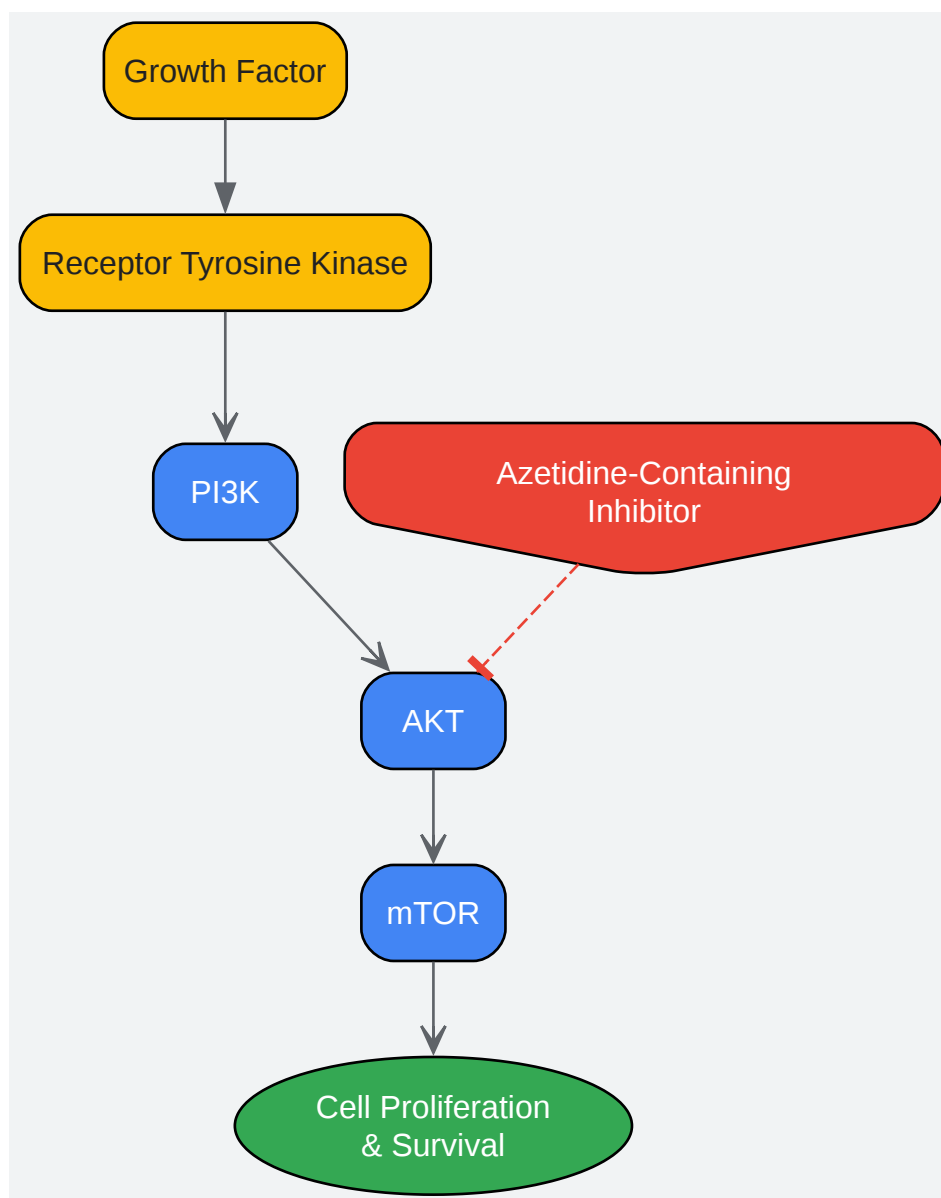 Growth Factor
Receptor Tyrosine Kinase
PI3K
Azetidine-Containing
Inhibitor
AKT
mTOR
Cell Proliferation
& Survival